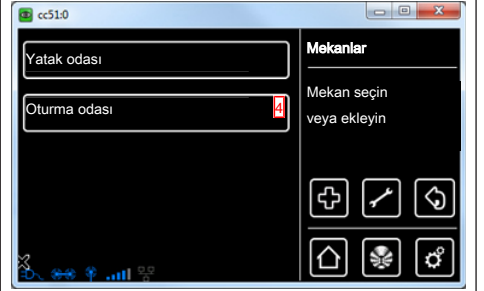 cc51:0
Yatak odası
Oturma odası 4
Mekanlar
Mekan seçin
veya ekleyin